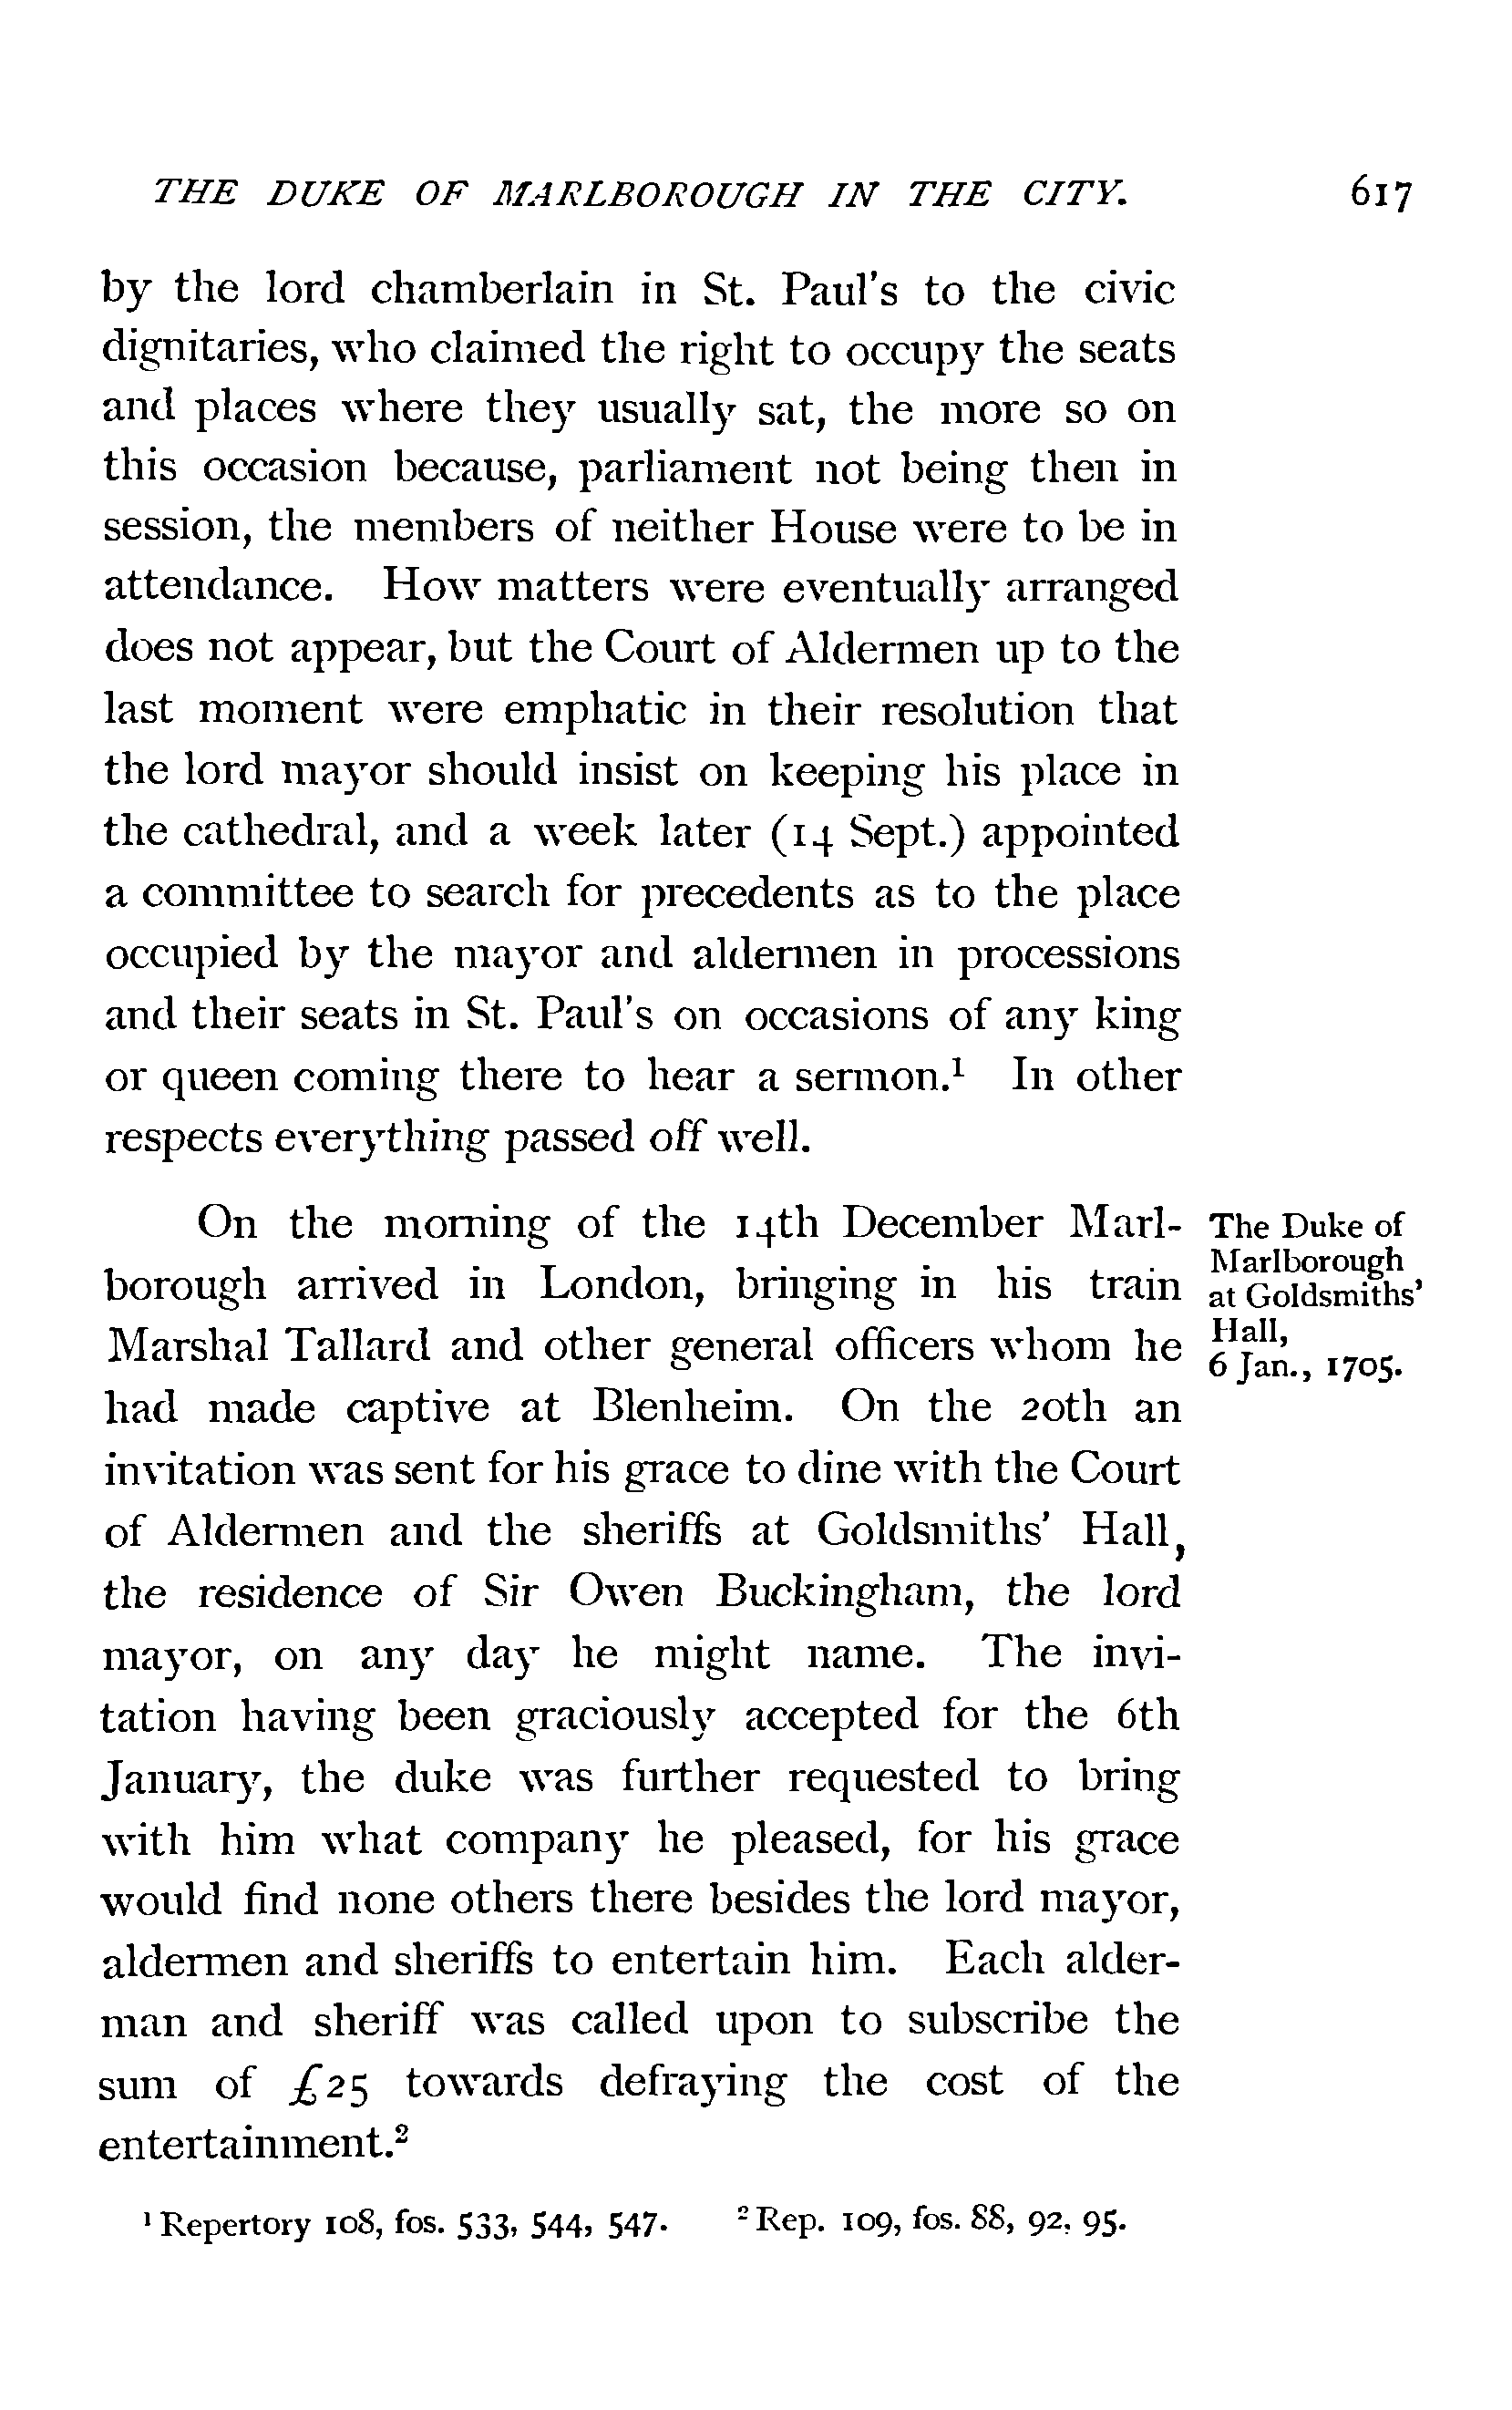 THE DUKE OF MARLBOROUGH IN THE CITY. 617
by the lord chamberlain in St. Paul's to the civic
dignitaries, who claimed the right to occupy the seats
and places where they usually sat, the more so on
this occasion because, parliament not being then in
session, the members of neither House were to be in
attendance. How matters were eventually arranged
does not appear, but the Court of Aldermen up to the
last moment were emphatic in their resolution that
the lord mayor should insist on keeping his place in
the cathedral, and a week later (14 Sept.) appointed
a committee to search for precedents as to the place
occupied by the mayor and aldermen in processions
and their seats in St. Paul's on occasions of any king
or queen coming there to hear a sermon.¹ In other
respects everything passed off well.
On the morning of the 14th December Marl-
borough arrived in London, bringing in his train
Marshal Tallard and other general officers whom he
had made captive at Blenheim. On the 20th an
invitation was sent for his grace to dine with the Court
of Aldermen and the sheriffs at Goldsmiths' Hall,
the residence of Sir Owen Buckingham, the lord
mayor, on any day he might name. The invi-
tation having been graciously accepted for the 6th
January, the duke was further requested to bring
with him what company he pleased, for his grace
would find none others there besides the lord mayor,
aldermen and sheriffs to entertain him. Each alder-
man and sheriff was called upon to subscribe the
sum of £25 towards defraying the cost of the
entertainment.²
The Duke of
Marlborough
at Goldsmiths'
Hall,
6 Jan., 1705.
¹ Repertory 108, fos. 533, 544, 547. ² Rep. 109, fos. 88, 92, 95.